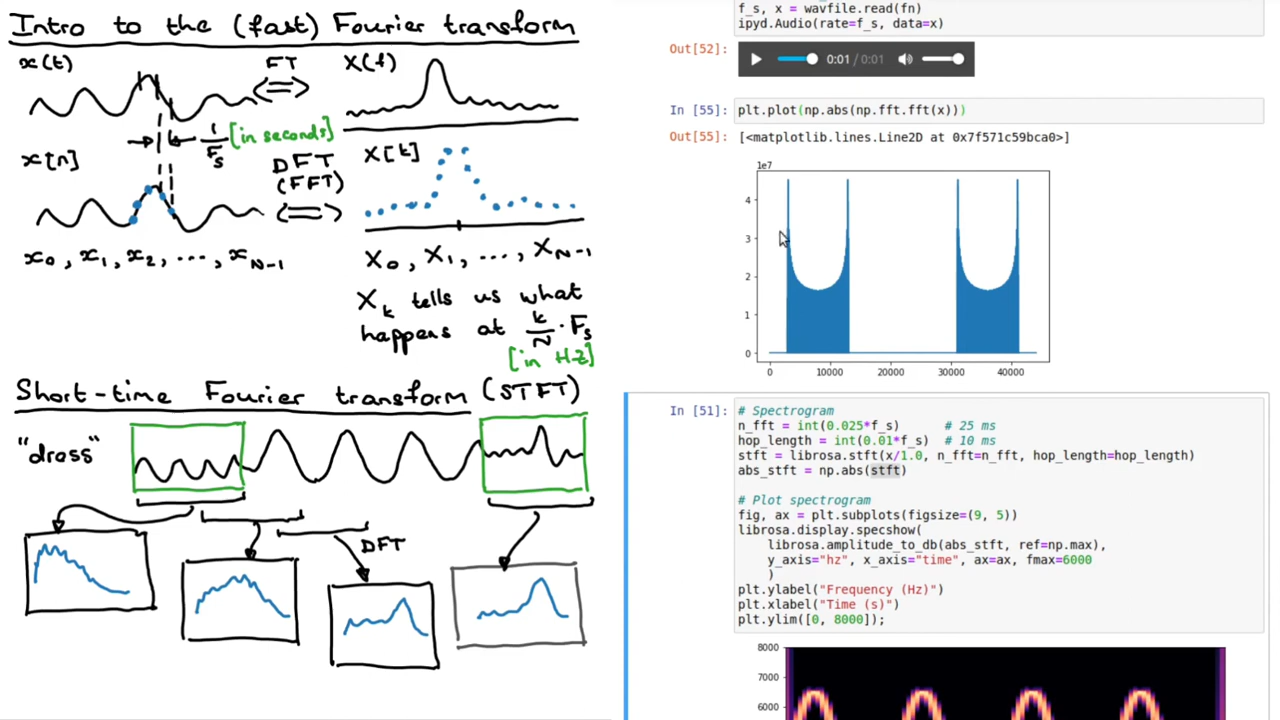 Intro to the (fast) Fourier transform
x(t)
FT
X(f)
1/Fs [in seconds]
x[n]
DFT
(FFT)
X[k]
x0, x1, x2, ..., xN-1
X0, X1, ..., XN-1
Xk tells us what
happens at k/N · Fs
[in Hz]
Short-time Fourier transform (STFT)
"drass"
DFT
f_s, x = wavfile.read(fn)
ipyd.Audio(rate=f_s, data=x)
Out[52]:
0:01 / 0:01
In [55]: plt.plot(np.abs(np.fft.fft(x)))
Out[55]: [<matplotlib.lines.Line2D at 0x7f571c59bca0>]
1e7
4
3
2
1
0
0 10000 20000 30000 40000
In [51]: # Spectrogram
n_fft = int(0.025*f_s) # 25 ms
hop_length = int(0.01*f_s) # 10 ms
stft = librosa.stft(x/1.0, n_fft=n_fft, hop_length=hop_length)
abs_stft = np.abs(stft)
# Plot spectrogram
fig, ax = plt.subplots(figsize=(9, 5))
librosa.display.specshow(
librosa.amplitude_to_db(abs_stft, ref=np.max),
y_axis="hz", x_axis="time", ax=ax, fmax=6000
)
plt.ylabel("Frequency (Hz)")
plt.xlabel("Time (s)")
plt.ylim([0, 8000]);
8000
7000
6000